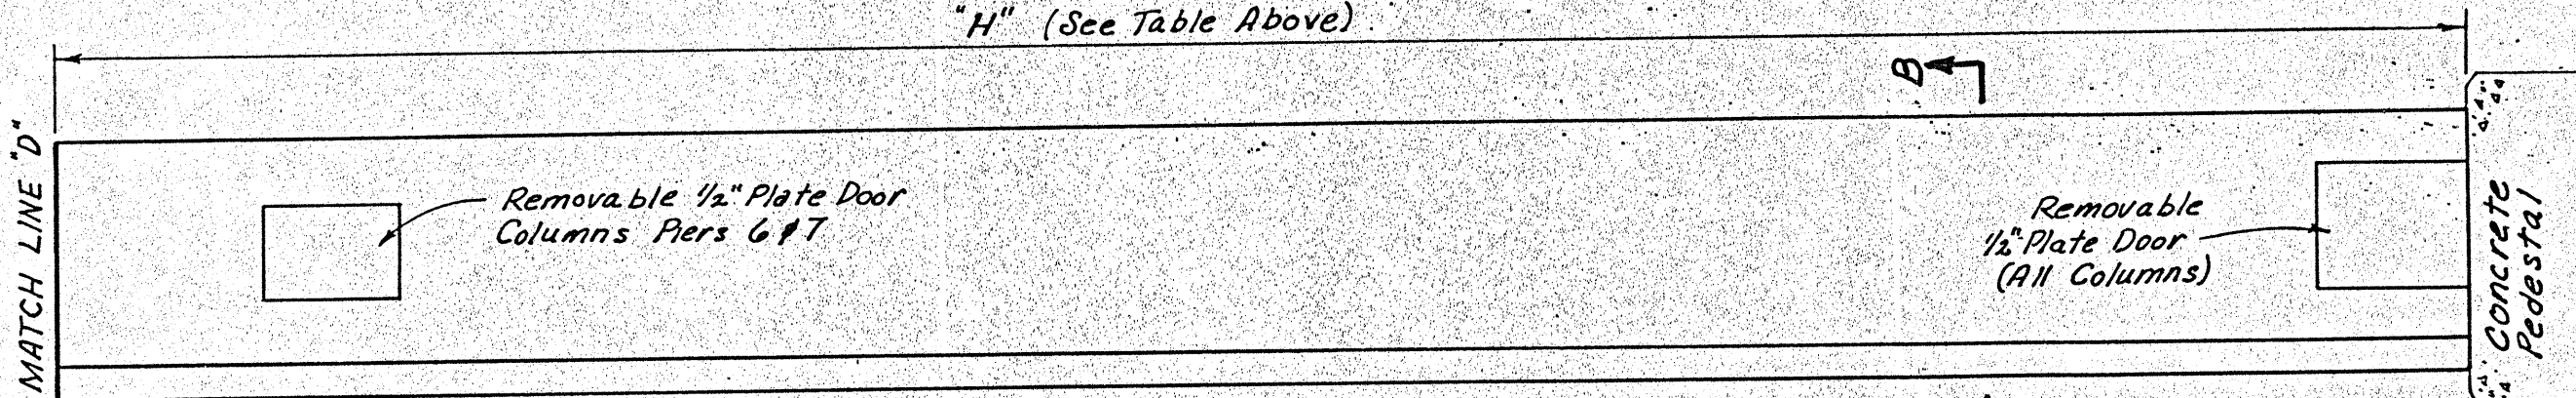 "H" (See Table Above)
B
MATCH LINE "D"
Removable 1/2" Plate Door
Columns Piers 6 & 7
Removable
1/2" Plate Door
(All Columns)
Concrete
Pedestal